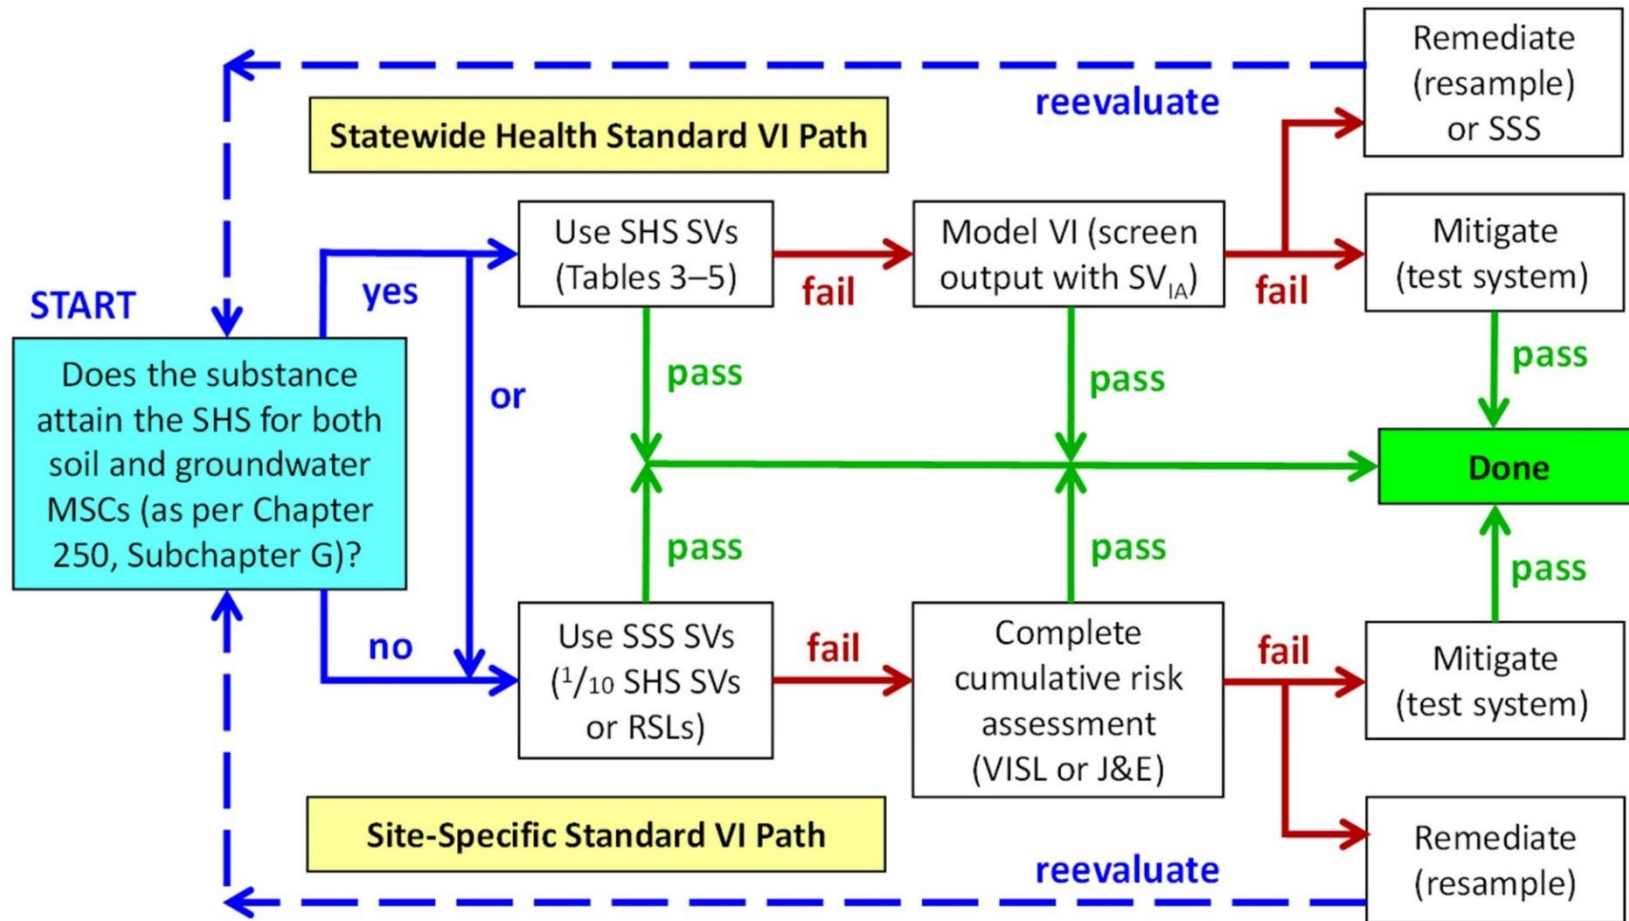 Remediate
(resample)
or SSS
reevaluate
Statewide Health Standard VI Path
Use SHS SVs
(Tables 3–5)
fail
Model VI (screen
output with SV_IA)
fail
Mitigate
(test system)
START
yes
or
pass
pass
pass
Does the substance
attain the SHS for both
soil and groundwater
MSCs (as per Chapter
250, Subchapter G)?
Done
pass
pass
pass
no
Use SSS SVs
(1/10 SHS SVs
or RSLs)
fail
Complete
cumulative risk
assessment
(VISL or J&E)
fail
Mitigate
(test system)
Site-Specific Standard VI Path
reevaluate
Remediate
(resample)